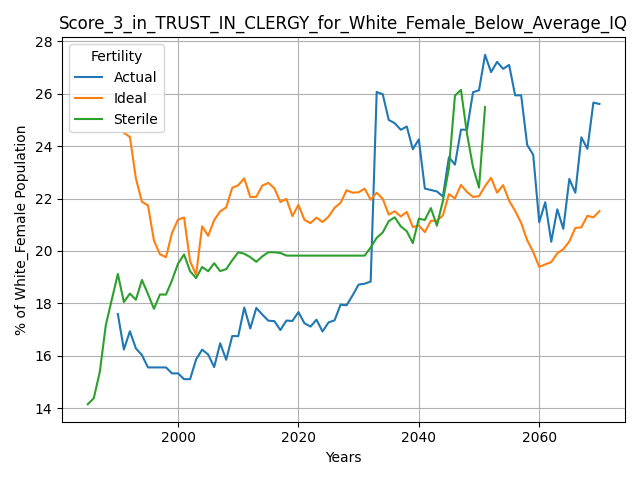 Score_3_in_TRUST_IN_CLERGY_for_White_Female_Below_Average_IQ
Fertility
Actual
Ideal
Sterile
28
26
24
22
20
18
16
14
% of White_Female Population
2000
2020
2040
2060
Years